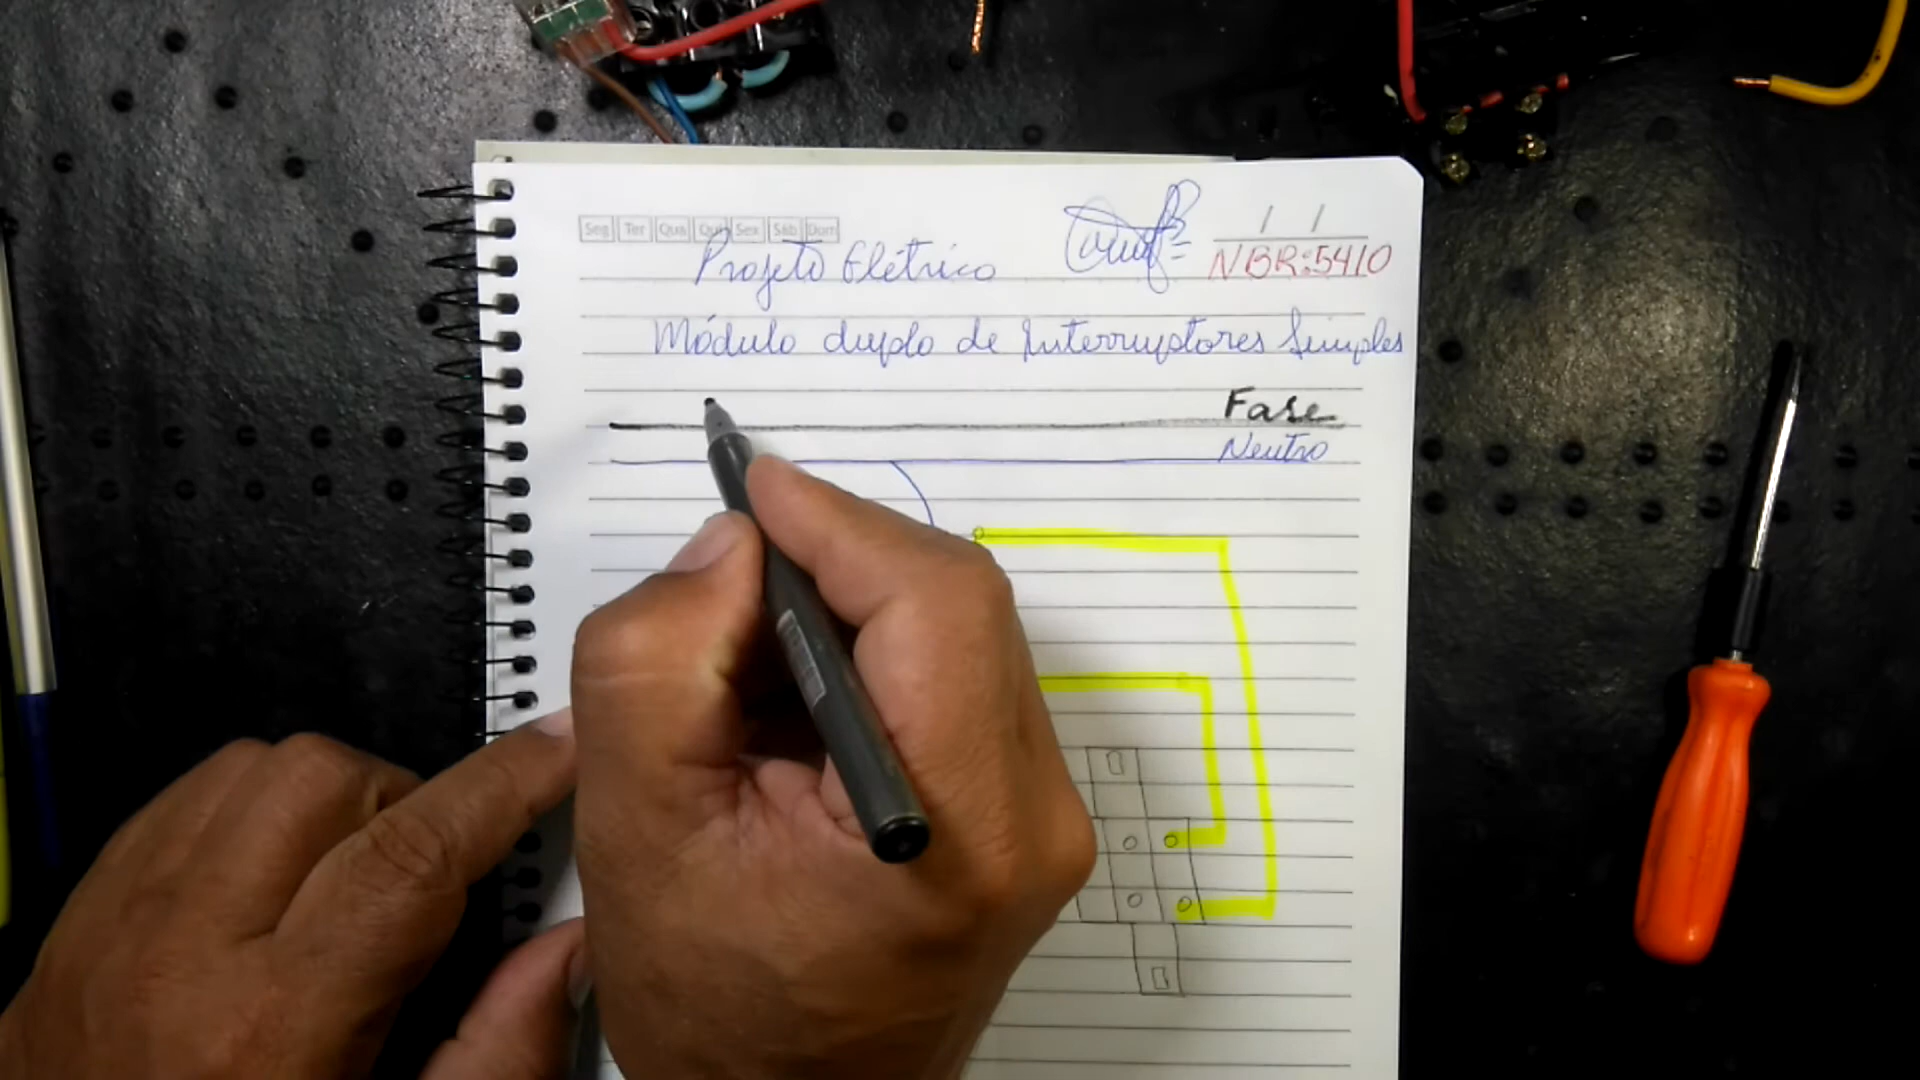 Seg Ter Qua Qui Sex Sáb Dom
/ /
Projeto Elétrico
NBR:5410
Módulo duplo de Interruptores Simples
Fase
Neutro